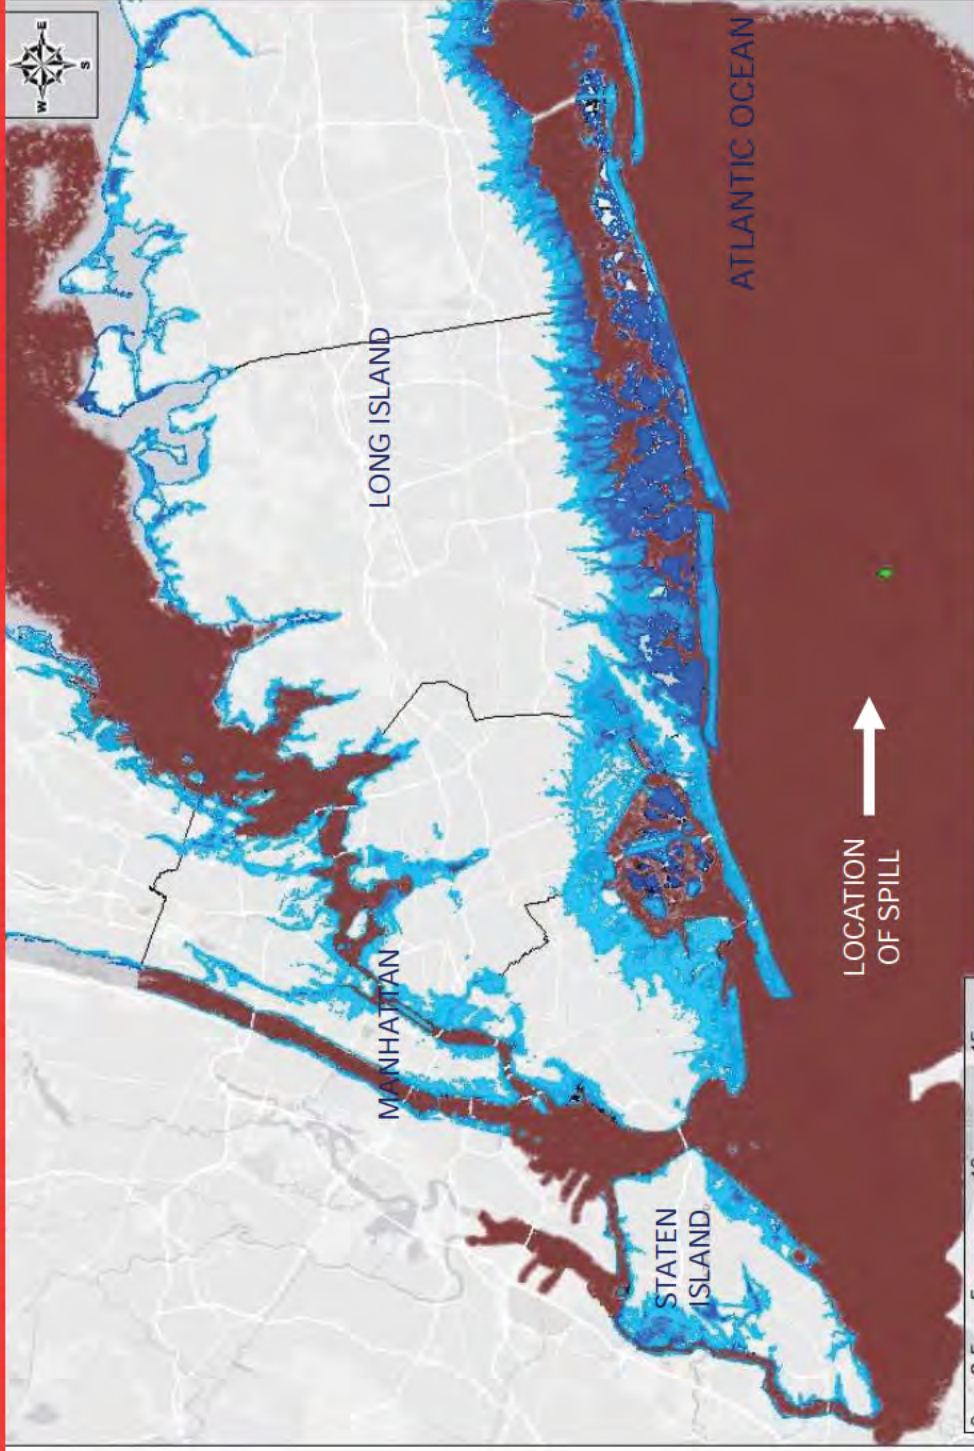 W
E
S
ATLANTIC OCEAN
LONG ISLAND
MANHATTAN
LOCATION
OF SPILL
STATEN
ISLAND